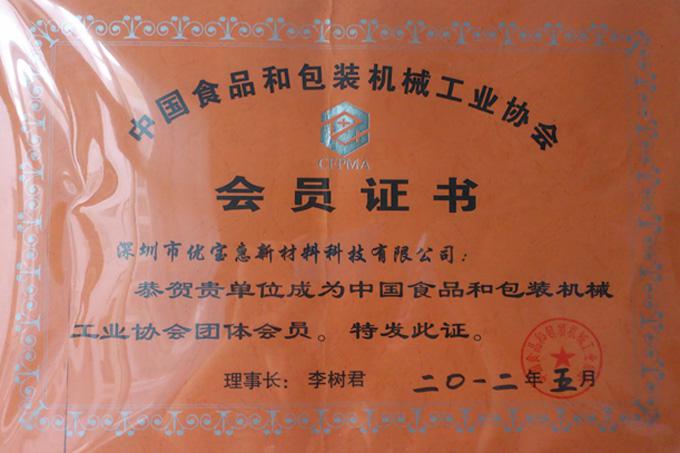 中国食品和包装机械工业协会
CFPMA
会员证书
深圳市优宝惠新材料科技有限公司：
恭贺贵单位成为中国食品和包装机械
工业协会团体会员。特发此证。
理事长：李树君 二〇一二年五月